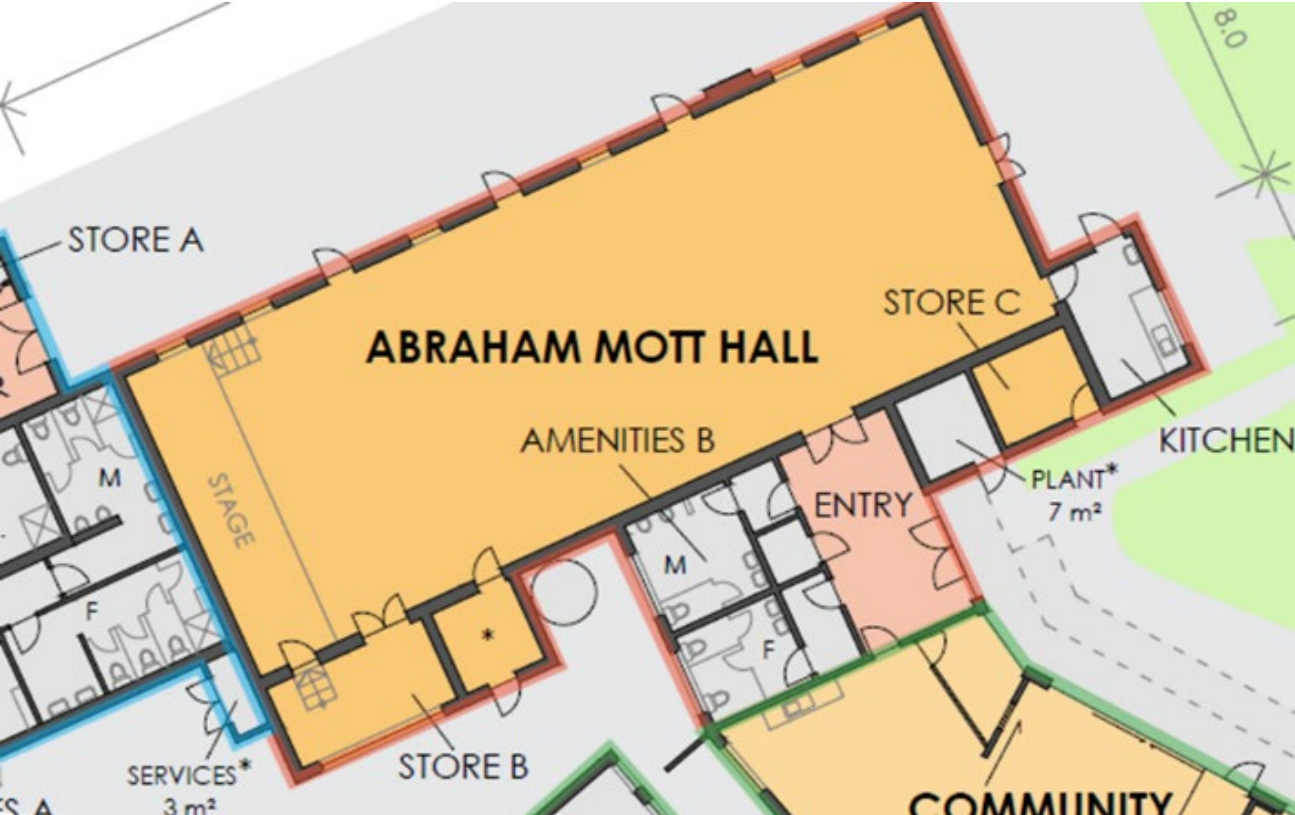 8.0
STORE A
STORE C
ABRAHAM MOTT HALL
AMENITIES B
KITCHEN
M
STAGE
PLANT*
7 m²
ENTRY
M
F
*
F
STORE B
SERVICES*
3 m²
ES A
COMMUNITY